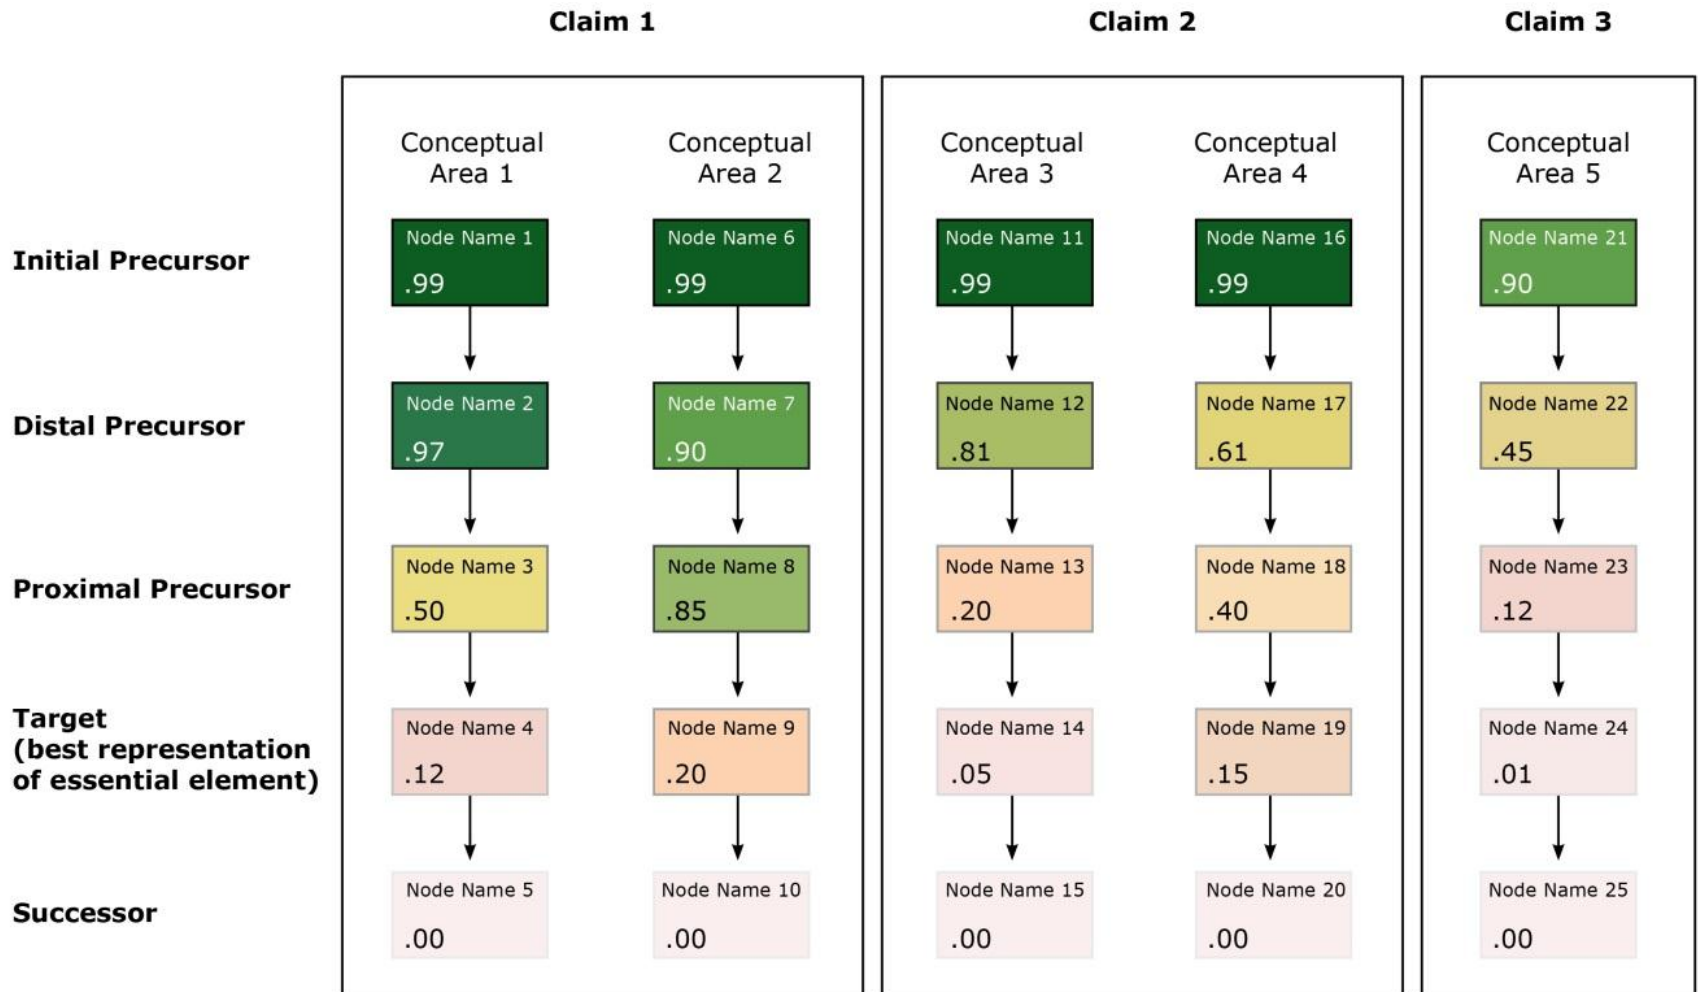 Claim 1
Claim 2
Claim 3
Conceptual
Area 1
Conceptual
Area 2
Conceptual
Area 3
Conceptual
Area 4
Conceptual
Area 5
Initial Precursor
Node Name 1
.99
Node Name 6
.99
Node Name 11
.99
Node Name 16
.99
Node Name 21
.90
Distal Precursor
Node Name 2
.97
Node Name 7
.90
Node Name 12
.81
Node Name 17
.61
Node Name 22
.45
Proximal Precursor
Node Name 3
.50
Node Name 8
.85
Node Name 13
.20
Node Name 18
.40
Node Name 23
.12
Target
(best representation
of essential element)
Node Name 4
.12
Node Name 9
.20
Node Name 14
.05
Node Name 19
.15
Node Name 24
.01
Successor
Node Name 5
.00
Node Name 10
.00
Node Name 15
.00
Node Name 20
.00
Node Name 25
.00